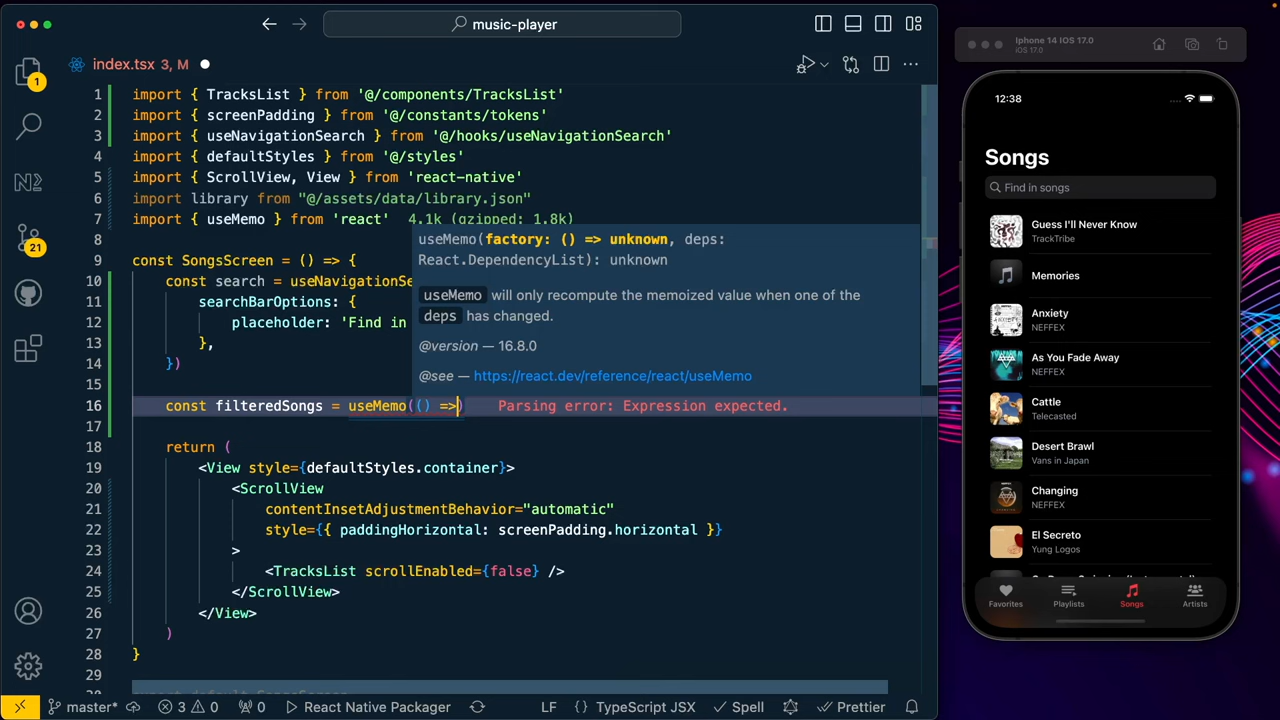 music-player
index.tsx 3, M
1 import { TracksList } from '@/components/TracksList'
2 import { screenPadding } from '@/constants/tokens'
3 import { useNavigationSearch } from '@/hooks/useNavigationSearch'
4 import { defaultStyles } from '@/styles'
5 import { ScrollView, View } from 'react-native'
6 import library from "@/assets/data/library.json"
7 import { useMemo } from 'react' 4.1k (gzipped: 1.8k)
8
9 const SongsScreen = () => {
10 const search = useNavigationSe
11 searchBarOptions: {
12 placeholder: 'Find in
13 },
14 })
15
16 const filteredSongs = useMemo(() =>) Parsing error: Expression expected.
17
18 return (
19 <View style={defaultStyles.container}>
20 <ScrollView
21 contentInsetAdjustmentBehavior="automatic"
22 style={{ paddingHorizontal: screenPadding.horizontal }}
23 >
24 <TracksList scrollEnabled={false} />
25 </ScrollView>
26 </View>
27 )
28 }
29
useMemo(factory: () => unknown, deps:
React.DependencyList): unknown
useMemo will only recompute the memoized value when one of the
deps has changed.
@version — 16.8.0
@see — https://react.dev/reference/react/useMemo
1
21
master*
3 0
0
React Native Packager
LF
{} TypeScript JSX
Spell
Prettier
Iphone 14 IOS 17.0
iOS 17.0
12:38
Songs
Find in songs
Guess I'll Never Know
TrackTribe
Memories
Anxiety
NEFFEX
As You Fade Away
NEFFEX
Cattle
Telecasted
Desert Brawl
Vans in Japan
Changing
NEFFEX
El Secreto
Yung Logos
Favorites
Playlists
Songs
Artists